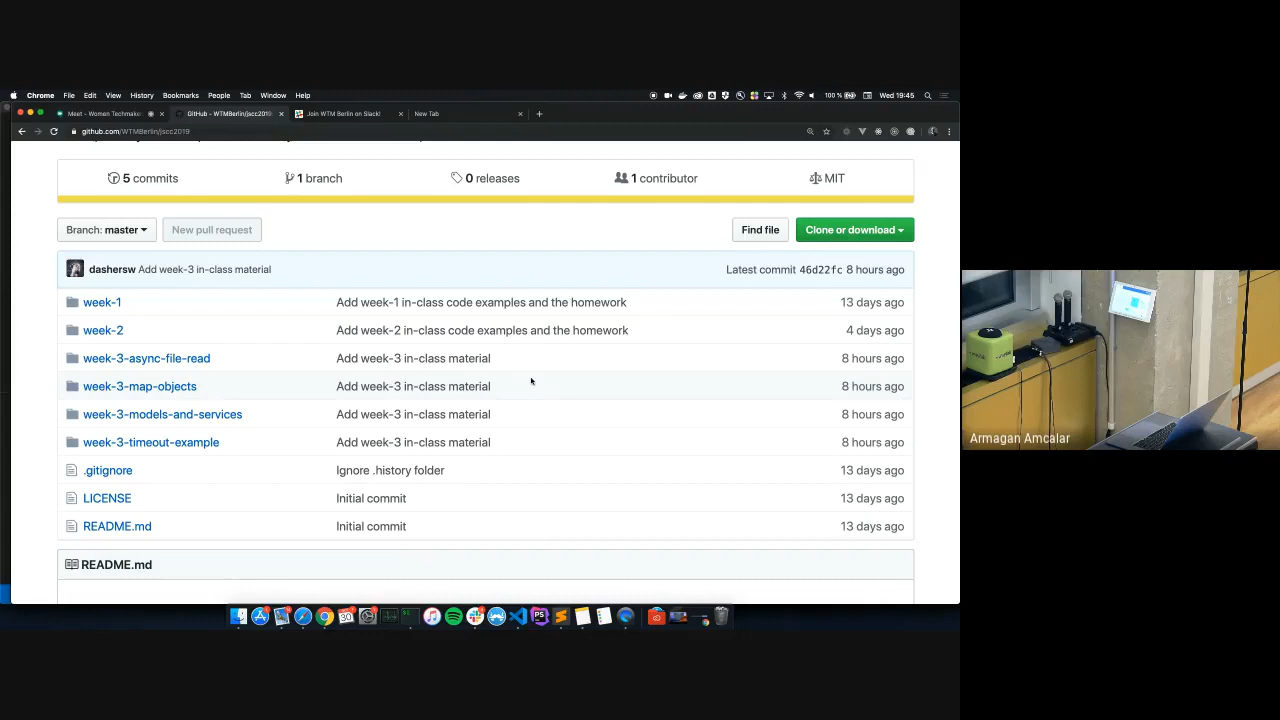 Chrome File Edit View History Bookmarks People Tab Window Help 100 % Wed 19:45
Meet - Women Techmake GitHub - WTMBerlin/jscc2019 Join WTM Berlin on Slack! New Tab
github.com/WTMBerlin/jscc2019
5 commits 1 branch 0 releases 1 contributor MIT
Branch: master New pull request Find file Clone or download
dashersw Add week-3 in-class material Latest commit 46d22fc 8 hours ago
week-1 Add week-1 in-class code examples and the homework 13 days ago
week-2 Add week-2 in-class code examples and the homework 4 days ago
week-3-async-file-read Add week-3 in-class material 8 hours ago
week-3-map-objects Add week-3 in-class material 8 hours ago
week-3-models-and-services Add week-3 in-class material 8 hours ago
week-3-timeout-example Add week-3 in-class material 8 hours ago
.gitignore Ignore .history folder 13 days ago
LICENSE Initial commit 13 days ago
README.md Initial commit 13 days ago
README.md
Armagan Amcalar
30
PS